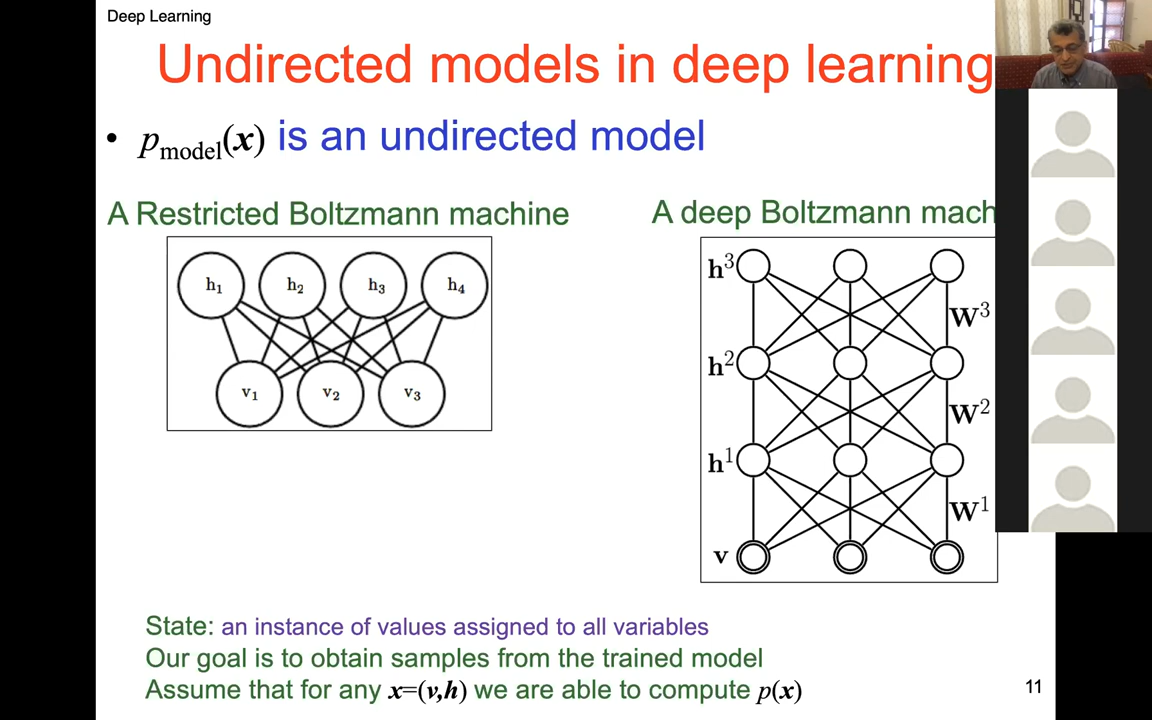 Deep Learning
Undirected models in deep learning
• pmodel(x) is an undirected model
A Restricted Boltzmann machine
A deep Boltzmann mach
h1 h2 h3 h4
v1 v2 v3
h³
W³
h²
W²
h¹
W¹
v
State: an instance of values assigned to all variables
Our goal is to obtain samples from the trained model
Assume that for any x=(v,h) we are able to compute p(x)
11